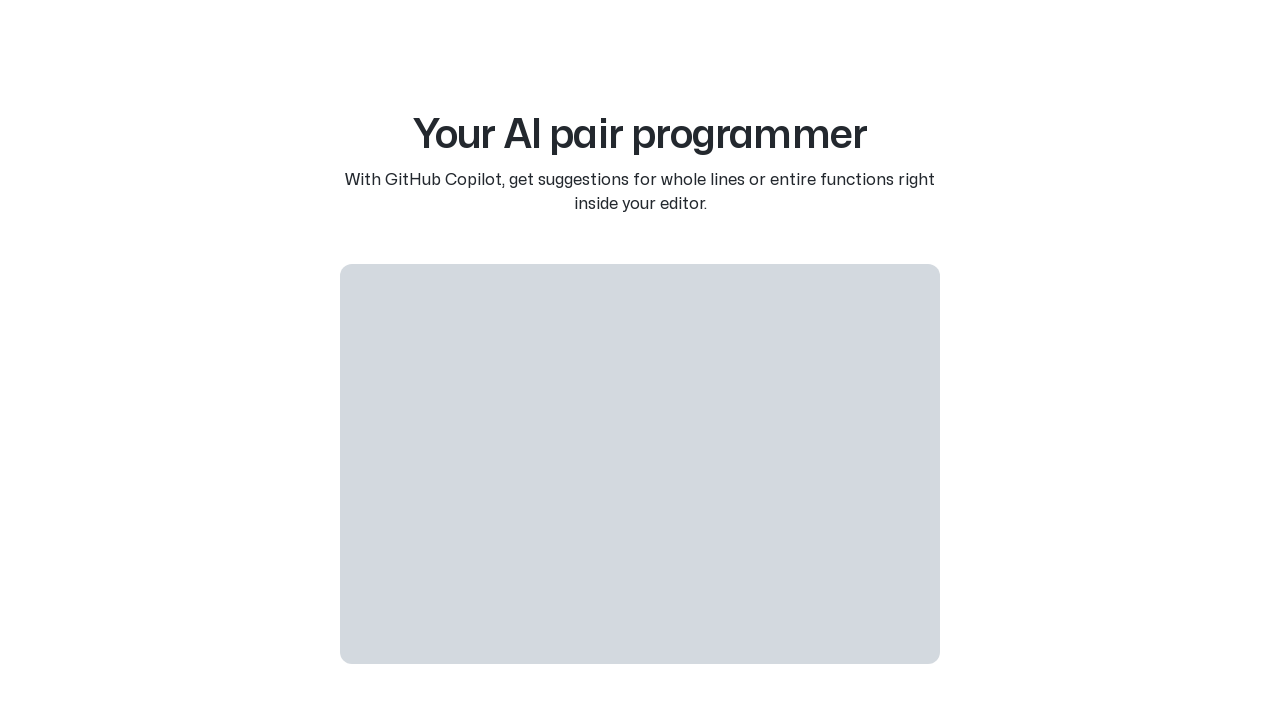 Your AI pair programmer
With GitHub Copilot, get suggestions for whole lines or entire functions right
inside your editor.